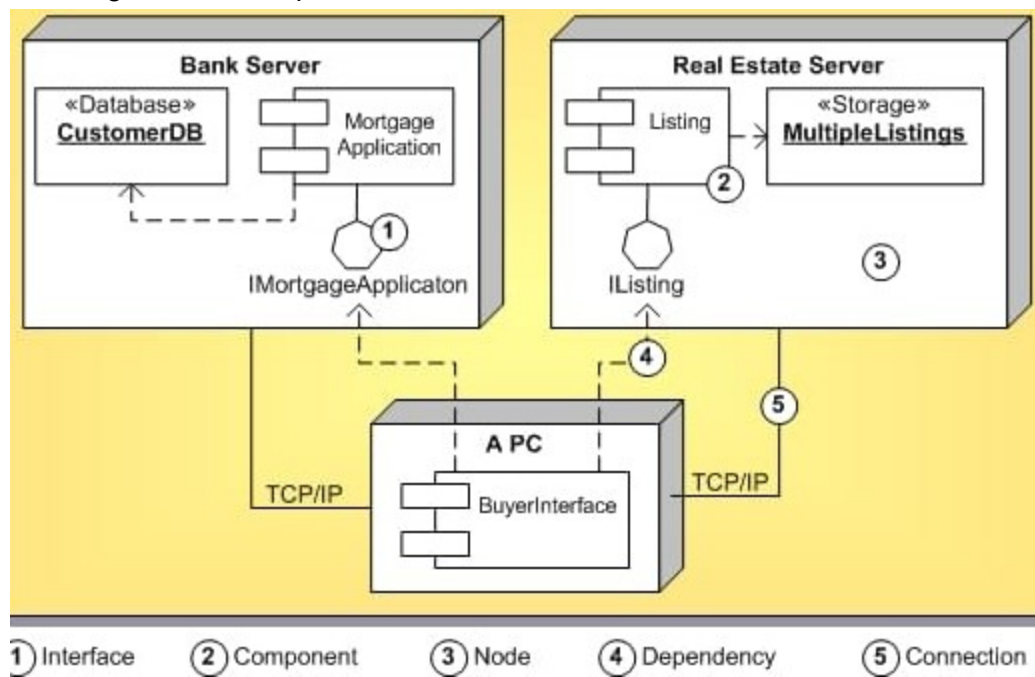 Bank Server
«Database»
CustomerDB
Mortgage
Application
1
IMortgageApplicaton
Real Estate Server
Listing
«Storage»
MultipleListings
2
3
IListing
4
5
A PC
TCP/IP
BuyerInterface
TCP/IP
1 Interface
2 Component
3 Node
4 Dependency
5 Connection